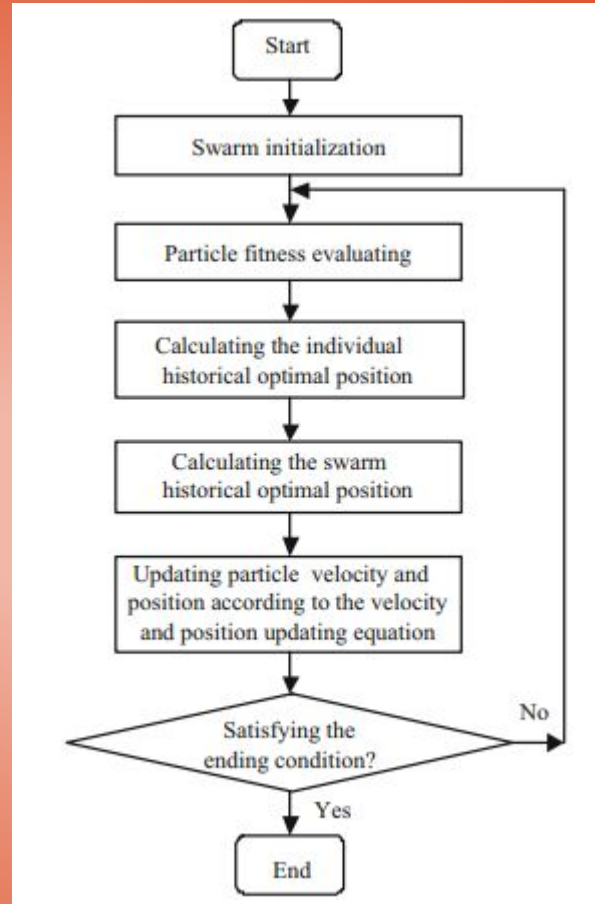 Start
Swarm initialization
Particle fitness evaluating
Calculating the individual
historical optimal position
Calculating the swarm
historical optimal position
Updating particle velocity and
position according to the velocity
and position updating equation
Satisfying the
ending condition?
No
Yes
End